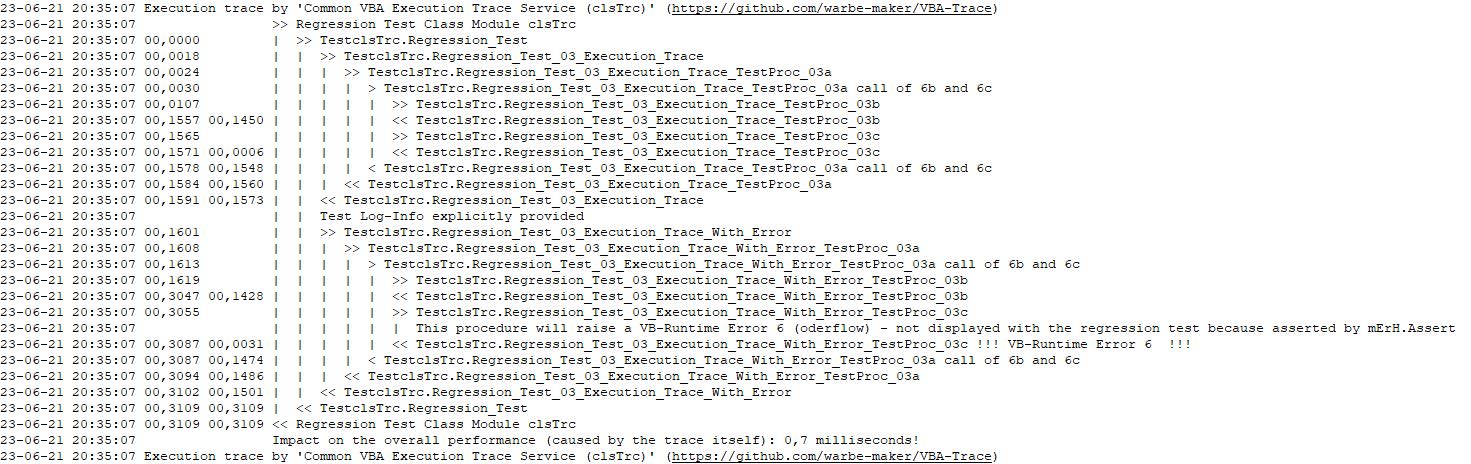 23-06-21 20:35:07 Execution trace by 'Common VBA Execution Trace Service (clsTrc)' (https://github.com/warbe-maker/VBA-Trace)
23-06-21 20:35:07                 >> Regression Test Class Module clsTrc
23-06-21 20:35:07 00,0000         |  >> TestclsTrc.Regression_Test
23-06-21 20:35:07 00,0018         |  |  >> TestclsTrc.Regression_Test_03_Execution_Trace
23-06-21 20:35:07 00,0024         |  |  |  >> TestclsTrc.Regression_Test_03_Execution_Trace_TestProc_03a
23-06-21 20:35:07 00,0030         |  |  |  |  > TestclsTrc.Regression_Test_03_Execution_Trace_TestProc_03a call of 6b and 6c
23-06-21 20:35:07 00,0107         |  |  |  |  |  >> TestclsTrc.Regression_Test_03_Execution_Trace_TestProc_03b
23-06-21 20:35:07 00,1557 00,1450 |  |  |  |  |  << TestclsTrc.Regression_Test_03_Execution_Trace_TestProc_03b
23-06-21 20:35:07 00,1565         |  |  |  |  |  >> TestclsTrc.Regression_Test_03_Execution_Trace_TestProc_03c
23-06-21 20:35:07 00,1571 00,0006 |  |  |  |  |  << TestclsTrc.Regression_Test_03_Execution_Trace_TestProc_03c
23-06-21 20:35:07 00,1578 00,1548 |  |  |  |  < TestclsTrc.Regression_Test_03_Execution_Trace_TestProc_03a call of 6b and 6c
23-06-21 20:35:07 00,1584 00,1560 |  |  |  << TestclsTrc.Regression_Test_03_Execution_Trace_TestProc_03a
23-06-21 20:35:07 00,1591 00,1573 |  |  << TestclsTrc.Regression_Test_03_Execution_Trace
23-06-21 20:35:07                 |  |  Test Log-Info explicitly provided
23-06-21 20:35:07 00,1601         |  |  >> TestclsTrc.Regression_Test_03_Execution_Trace_With_Error
23-06-21 20:35:07 00,1608         |  |  |  >> TestclsTrc.Regression_Test_03_Execution_Trace_With_Error_TestProc_03a
23-06-21 20:35:07 00,1613         |  |  |  |  > TestclsTrc.Regression_Test_03_Execution_Trace_With_Error_TestProc_03a call of 6b and 6c
23-06-21 20:35:07 00,1619         |  |  |  |  |  >> TestclsTrc.Regression_Test_03_Execution_Trace_With_Error_TestProc_03b
23-06-21 20:35:07 00,3047 00,1428 |  |  |  |  |  << TestclsTrc.Regression_Test_03_Execution_Trace_With_Error_TestProc_03b
23-06-21 20:35:07 00,3055         |  |  |  |  |  >> TestclsTrc.Regression_Test_03_Execution_Trace_With_Error_TestProc_03c
23-06-21 20:35:07                 |  |  |  |  |  |  This procedure will raise a VB-Runtime Error 6 (oderflow) - not displayed with the regression test because asserted by mErH.Assert
23-06-21 20:35:07 00,3087 00,0031 |  |  |  |  |  << TestclsTrc.Regression_Test_03_Execution_Trace_With_Error_TestProc_03c !!! VB-Runtime Error 6  !!!
23-06-21 20:35:07 00,3087 00,1474 |  |  |  |  < TestclsTrc.Regression_Test_03_Execution_Trace_With_Error_TestProc_03a call of 6b and 6c
23-06-21 20:35:07 00,3094 00,1486 |  |  |  << TestclsTrc.Regression_Test_03_Execution_Trace_With_Error_TestProc_03a
23-06-21 20:35:07 00,3102 00,1501 |  |  << TestclsTrc.Regression_Test_03_Execution_Trace_With_Error
23-06-21 20:35:07 00,3109 00,3109 |  << TestclsTrc.Regression_Test
23-06-21 20:35:07 00,3109 00,3109 << Regression Test Class Module clsTrc
23-06-21 20:35:07                 Impact on the overall performance (caused by the trace itself): 0,7 milliseconds!
23-06-21 20:35:07 Execution trace by 'Common VBA Execution Trace Service (clsTrc)' (https://github.com/warbe-maker/VBA-Trace)